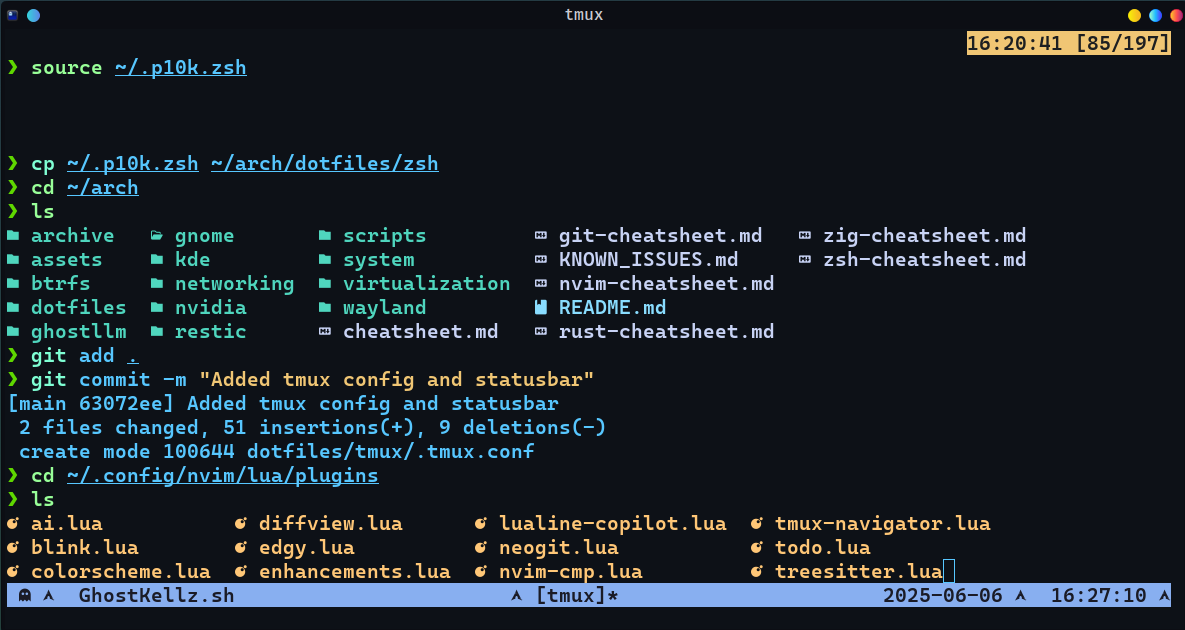 tmux
16:20:41 [85/197]
❯ source ~/.p10k.zsh
❯ cp ~/.p10k.zsh ~/arch/dotfiles/zsh
❯ cd ~/arch
❯ ls
archive gnome scripts git-cheatsheet.md zig-cheatsheet.md
assets kde system KNOWN_ISSUES.md zsh-cheatsheet.md
btrfs networking virtualization nvim-cheatsheet.md
dotfiles nvidia wayland README.md
ghostllm restic cheatsheet.md rust-cheatsheet.md
❯ git add .
❯ git commit -m "Added tmux config and statusbar"
[main 63072ee] Added tmux config and statusbar
2 files changed, 51 insertions(+), 9 deletions(-)
create mode 100644 dotfiles/tmux/.tmux.conf
❯ cd ~/.config/nvim/lua/plugins
❯ ls
ai.lua diffview.lua lualine-copilot.lua tmux-navigator.lua
blink.lua edgy.lua neogit.lua todo.lua
colorscheme.lua enhancements.lua nvim-cmp.lua treesitter.lua
GhostKellz.sh [tmux]* 2025-06-06 16:27:10